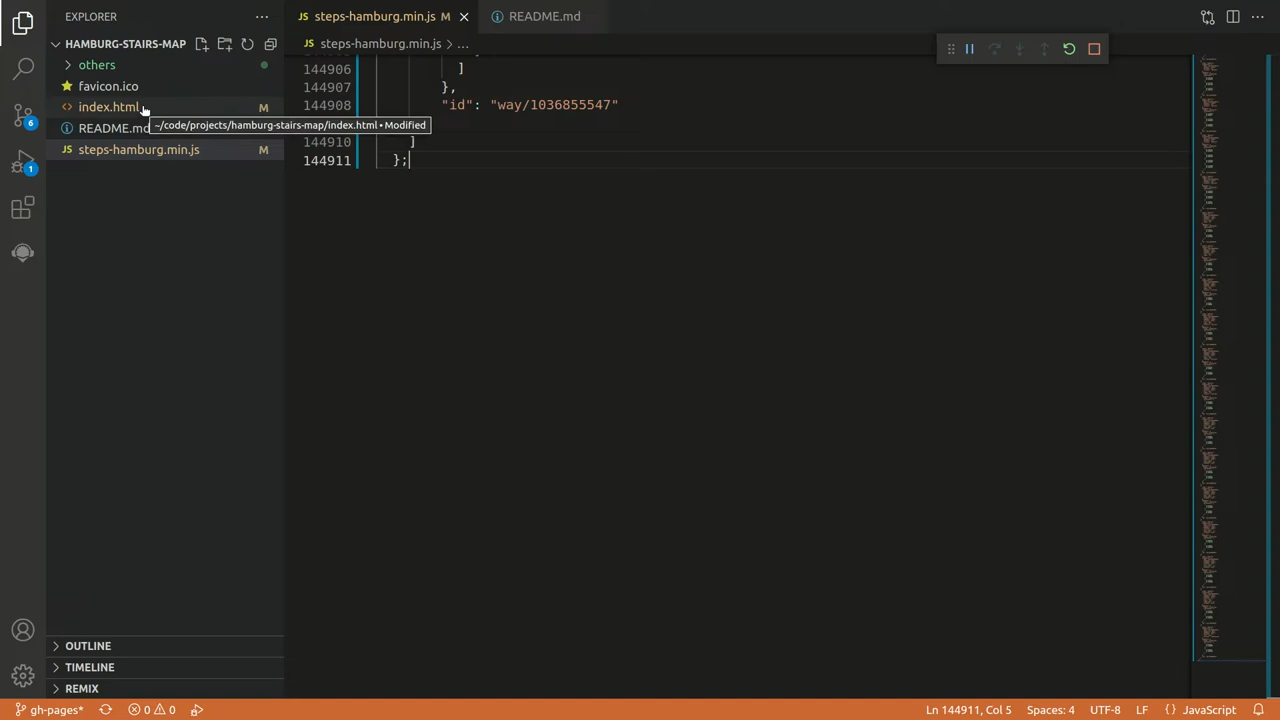 EXPLORER
steps-hamburg.min.js M
README.md
HAMBURG-STAIRS-MAP
steps-hamburg.min.js > ...
others
favicon.ico
index.html M
README.md
~/code/projects/hamburg-stairs-map/index.html • Modified
steps-hamburg.min.js M
6
1
144906 ]
144907 },
144908 "id": "way/1036855547"
144910 ]
144911 };
OUTLINE
TIMELINE
REMIX
gh-pages* 0 0 Ln 144911, Col 5 Spaces: 4 UTF-8 LF {} JavaScript